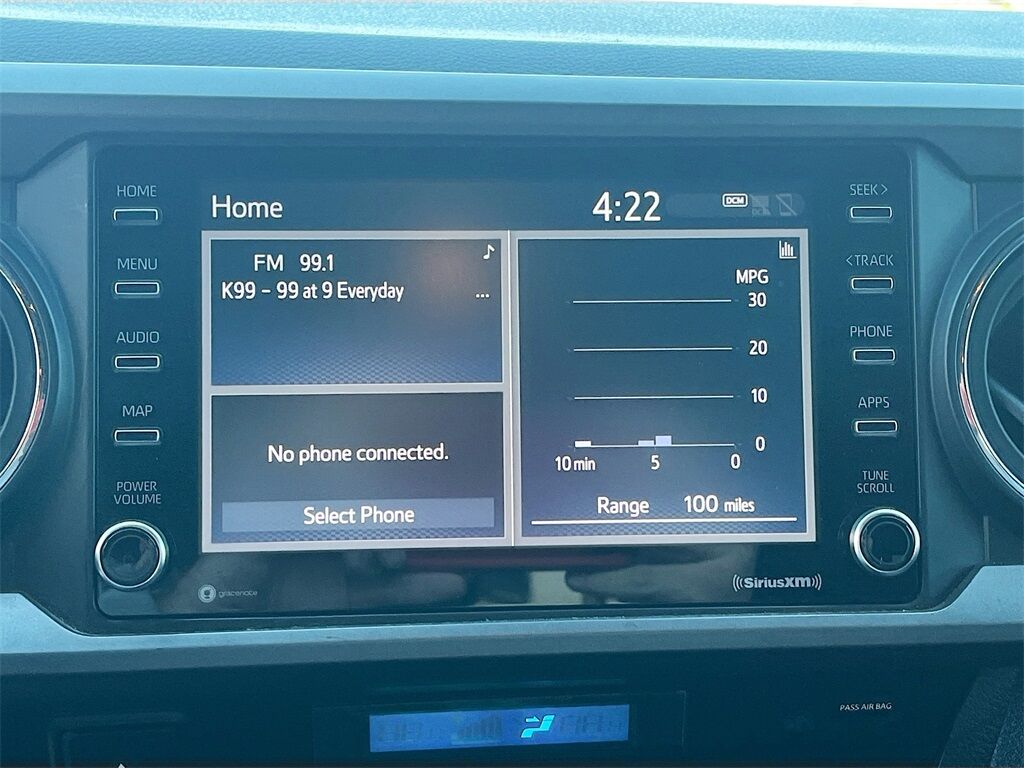 HOME
MENU
AUDIO
MAP
POWER
VOLUME
Home
4:22
DCM
FM 99.1
K99 - 99 at 9 Everyday
...
No phone connected.
Select Phone
MPG
30
20
10
0
10 min 5 0
Range 100 miles
SEEK >
< TRACK
PHONE
APPS
TUNE
SCROLL
gracenote
((SiriusXM))
PASS AIR BAG